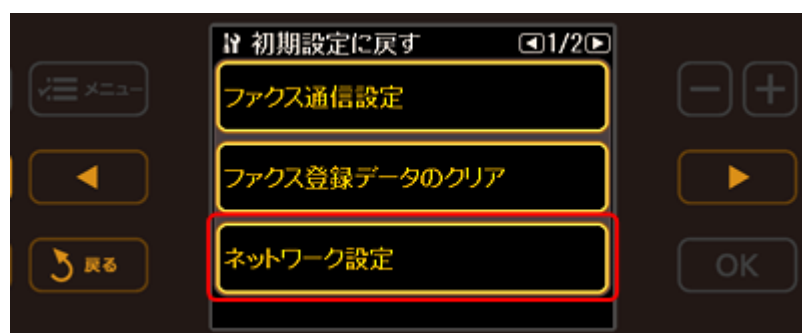 初期設定に戻す 1/2
メニュー
ファクス通信設定
ファクス登録データのクリア
戻る
ネットワーク設定
OK